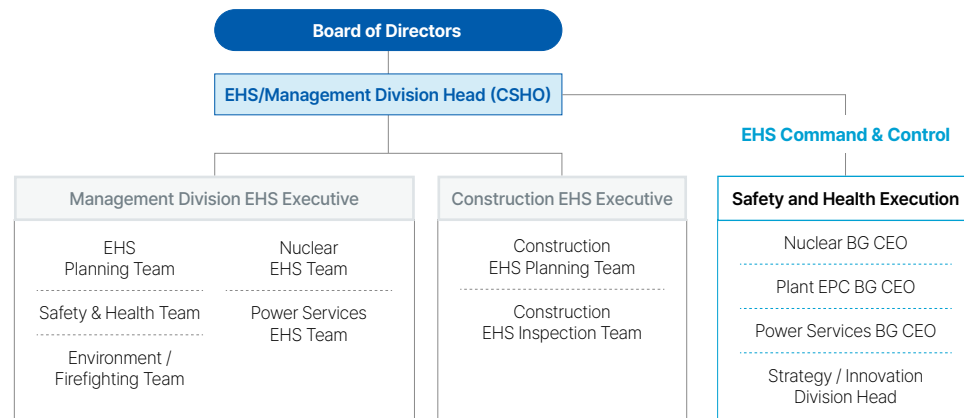 Board of Directors
EHS/Management Division Head (CSHO)
EHS Command & Control
Management Division EHS Executive
EHS
Planning Team
Safety & Health Team
Environment /
Firefighting Team
Nuclear
EHS Team
Power Services
EHS Team
Construction EHS Executive
Construction
EHS Planning Team
Construction
EHS Inspection Team
Safety and Health Execution
Nuclear BG CEO
Plant EPC BG CEO
Power Services BG CEO
Strategy / Innovation
Division Head